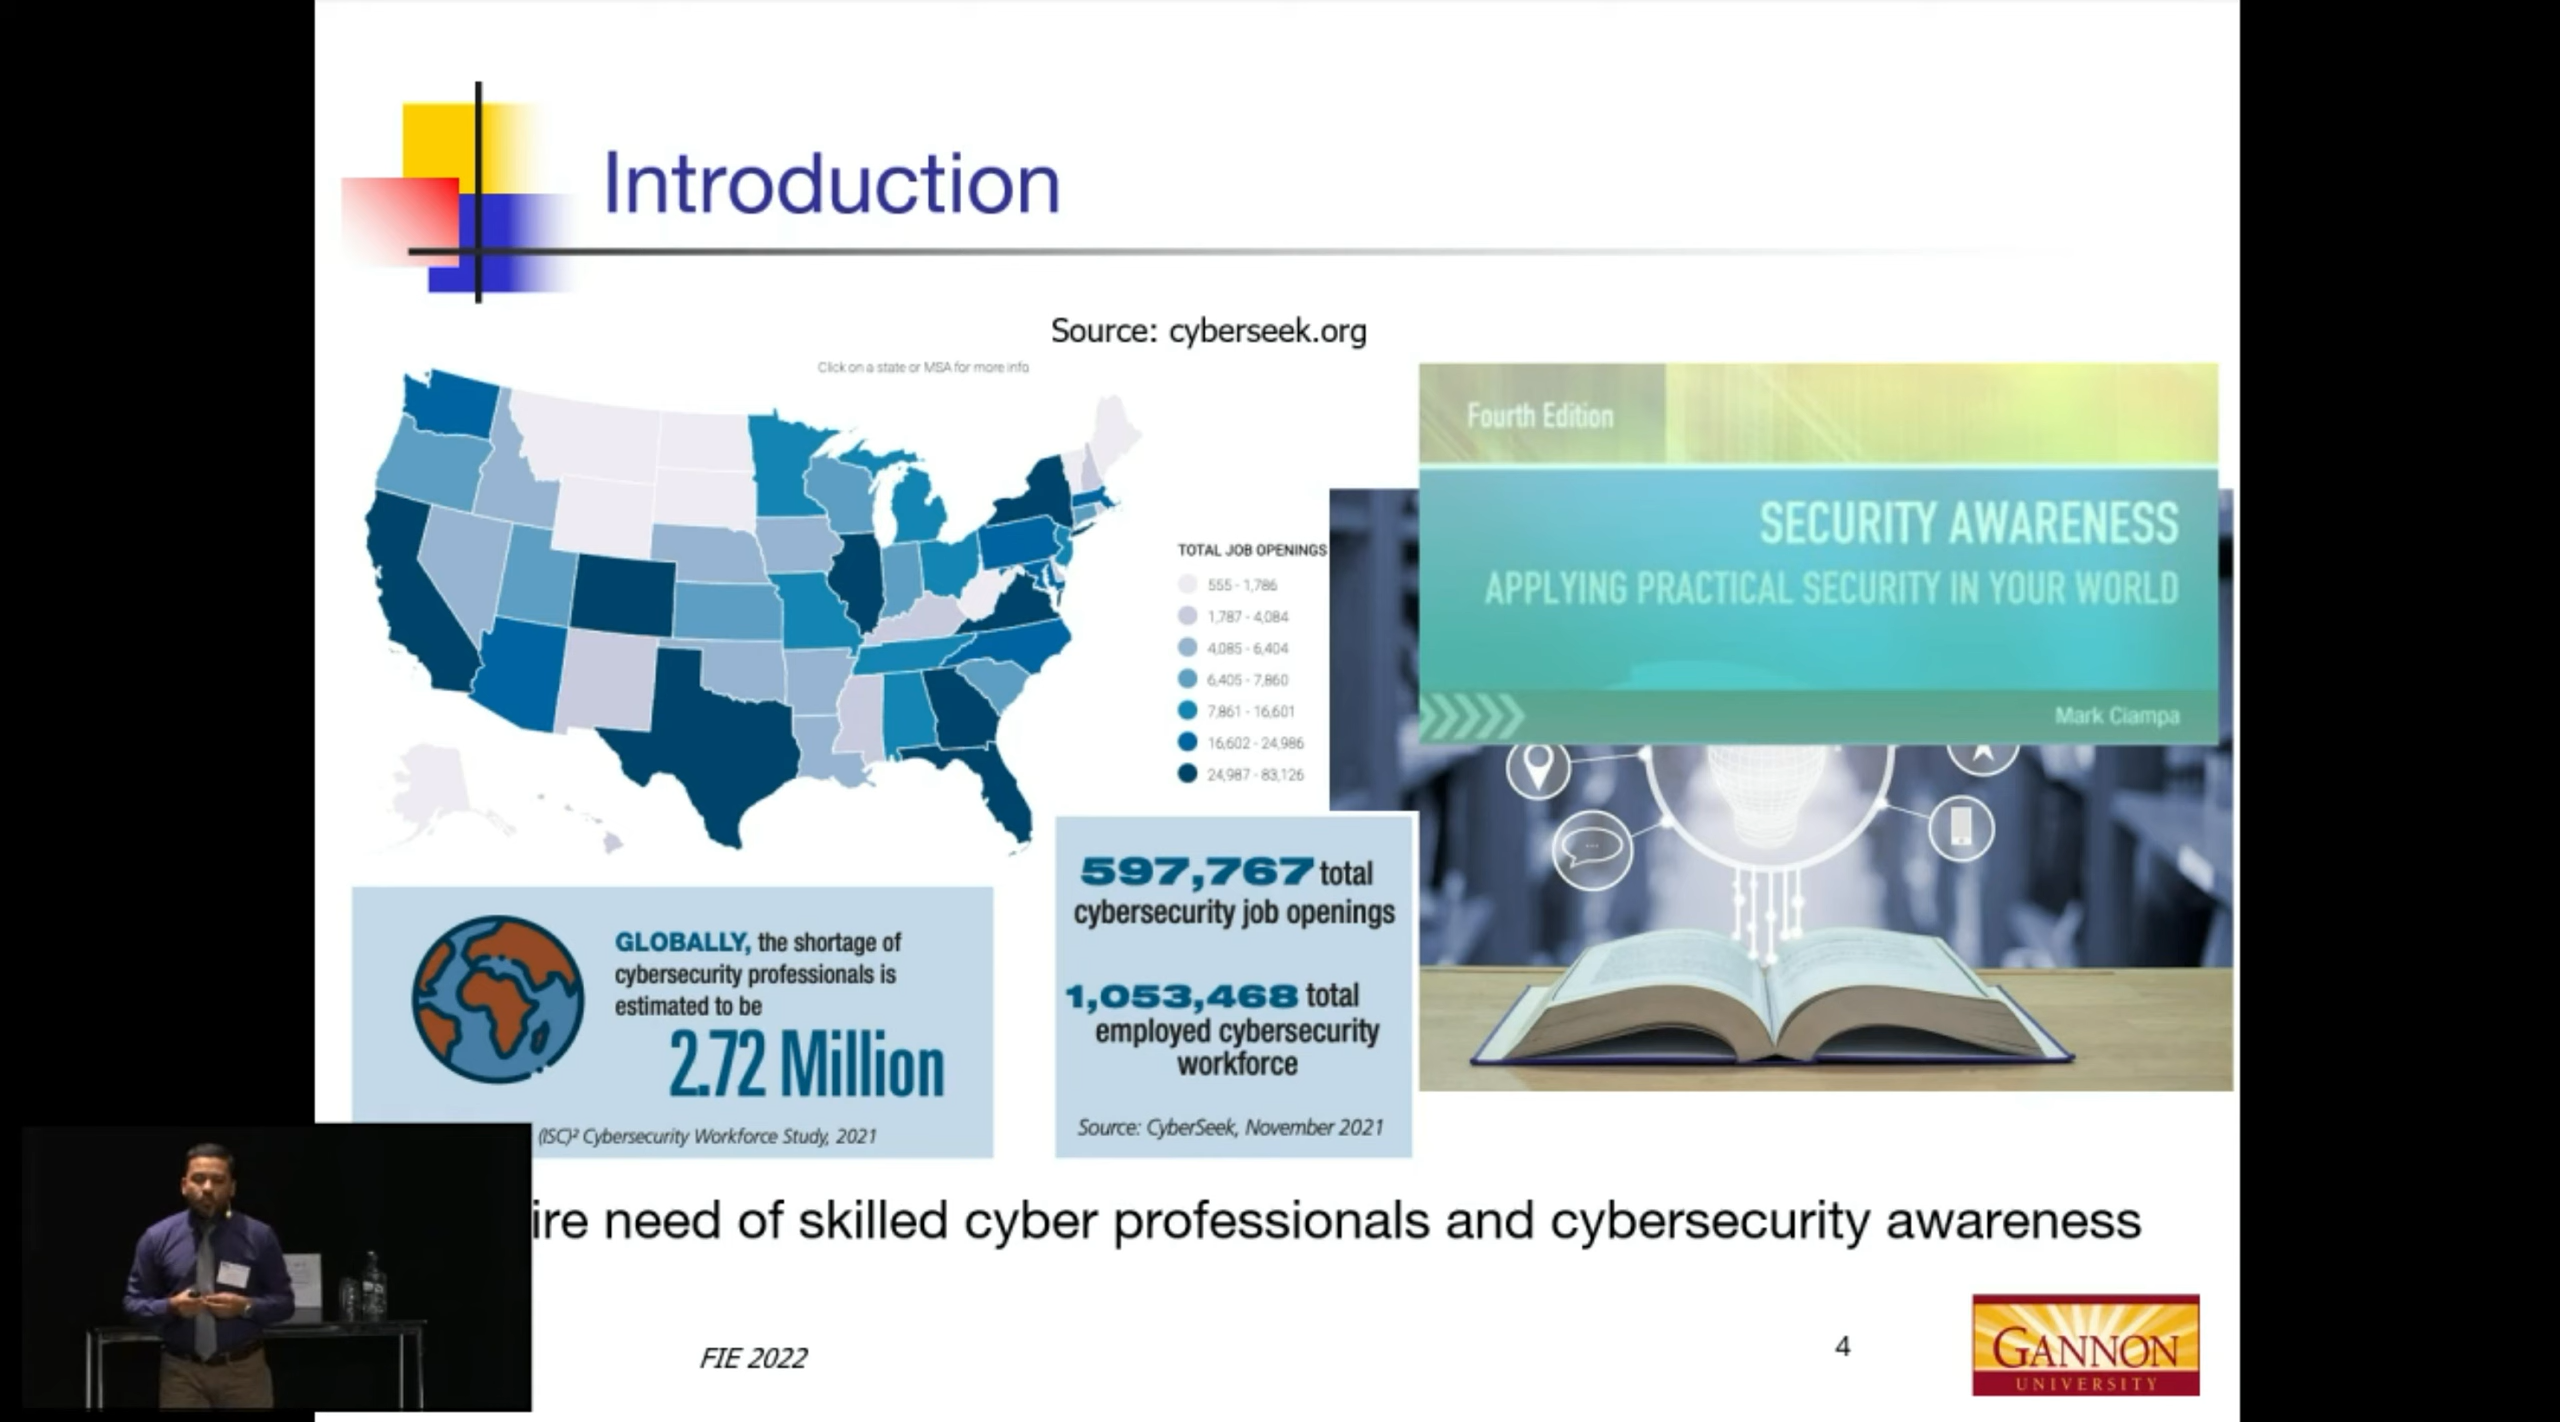 Introduction
Source: cyberseek.org
Click on a state or MSA for more info
TOTAL JOB OPENINGS
555 - 1,786
1,787 - 4,084
4,085 - 6,404
6,405 - 7,860
7,861 - 16,601
16,602 - 24,986
24,987 - 83,126
Fourth Edition
SECURITY AWARENESS
APPLYING PRACTICAL SECURITY IN YOUR WORLD
Mark Ciampa
GLOBALLY, the shortage of
cybersecurity professionals is
estimated to be
2.72 Million
(ISC)² Cybersecurity Workforce Study, 2021
597,767 total
cybersecurity job openings
1,053,468 total
employed cybersecurity
workforce
Source: CyberSeek, November 2021
ire need of skilled cyber professionals and cybersecurity awareness
FIE 2022
4
GANNON
UNIVERSITY